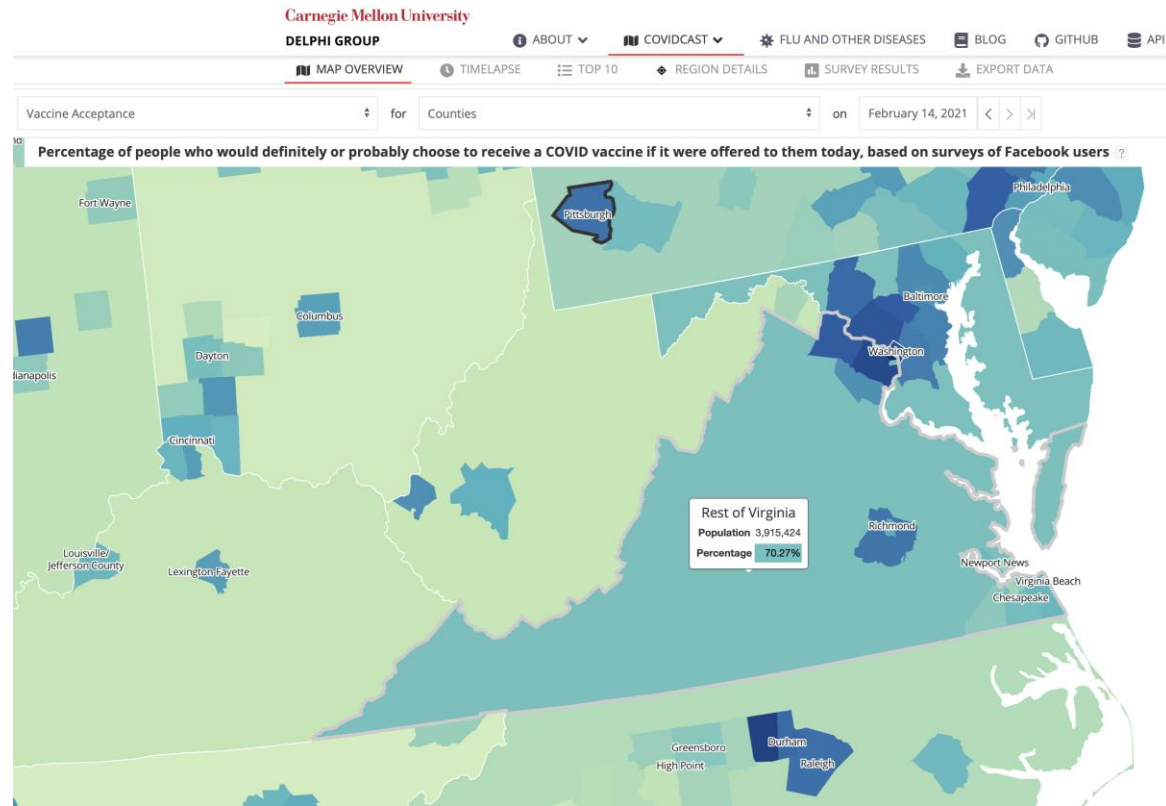 Carnegie Mellon University
DELPHI GROUP
ABOUT
COVIDCAST
FLU AND OTHER DISEASES
BLOG
GITHUB
API
MAP OVERVIEW
TIMELAPSE
TOP 10
REGION DETAILS
SURVEY RESULTS
EXPORT DATA
Vaccine Acceptance
for
Counties
on
February 14, 2021
Percentage of people who would definitely or probably choose to receive a COVID vaccine if it were offered to them today, based on surveys of Facebook users ?
Fort Wayne
Pittsburgh
Philadelphia
Columbus
Baltimore
Dayton
Washington
dianapolis
Cincinnati
Rest of Virginia
Population 3,915,424
Percentage 70.27%
Richmond
Louisville/
Jefferson County
Lexington-Fayette
Newport News
Virginia Beach
Chesapeake
Greensboro
High Point
Durham
Raleigh